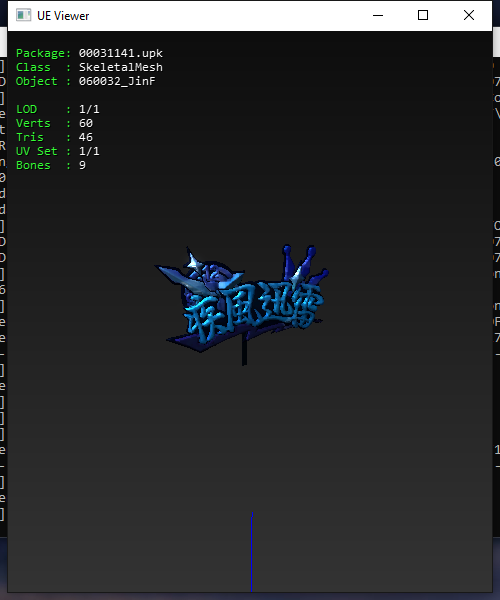 UE Viewer
Package: 00031141.upk
Class : SkeletalMesh
Object : 060032_JinF
LOD : 1/1
Verts : 60
Tris : 46
UV Set : 1/1
Bones : 9
疾風迅雷